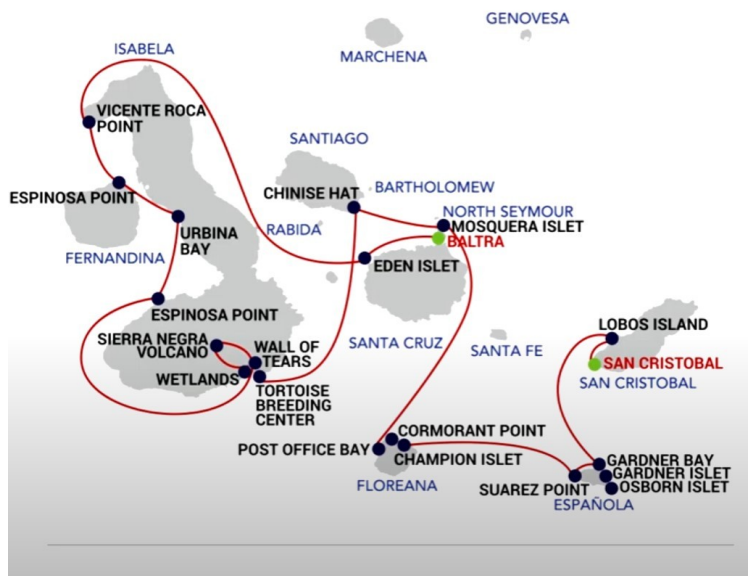 GENOVESA
MARCHENA
ISABELA
VICENTE ROCA
POINT
SANTIAGO
ESPINOSA POINT
CHINISE HAT
BARTHOLOMEW
NORTH SEYMOUR
MOSQUERA ISLET
BALTRA
URBINA
BAY
RABIDA
FERNANDINA
EDEN ISLET
ESPINOSA POINT
SIERRA NEGRA
VOLCANO
WALL OF
TEARS
WETLANDS
TORTOISE
BREEDING
CENTER
SANTA CRUZ
SANTA FE
LOBOS ISLAND
SAN CRISTOBAL
SAN CRISTOBAL
CORMORANT POINT
POST OFFICE BAY
CHAMPION ISLET
FLOREANA
GARDNER BAY
GARDNER ISLET
SUAREZ POINT
OSBORN ISLET
ESPAÑOLA